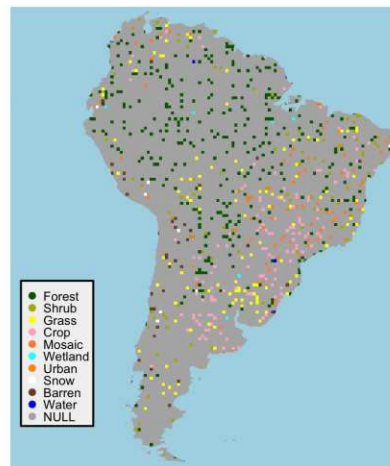 Forest
Shrub
Grass
Crop
Mosaic
Wetland
Urban
Snow
Barren
Water
NULL